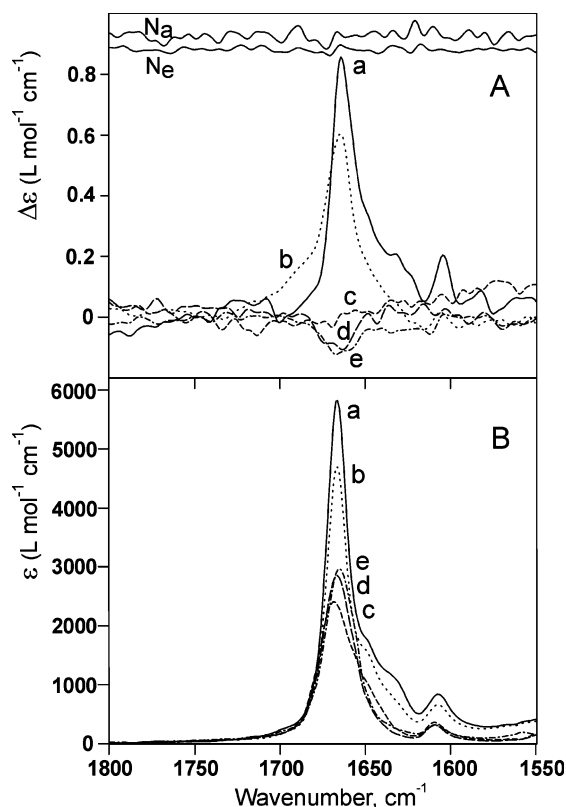 Na
Ne
A
a
b
c
d
e
0.8
0.6
0.4
0.2
0
Δε (L mol⁻¹ cm⁻¹)
B
a
b
e
d
c
6000
5000
4000
3000
2000
1000
0
ε (L mol⁻¹ cm⁻¹)
1800 1750 1700 1650 1600 1550
Wavenumber, cm⁻¹